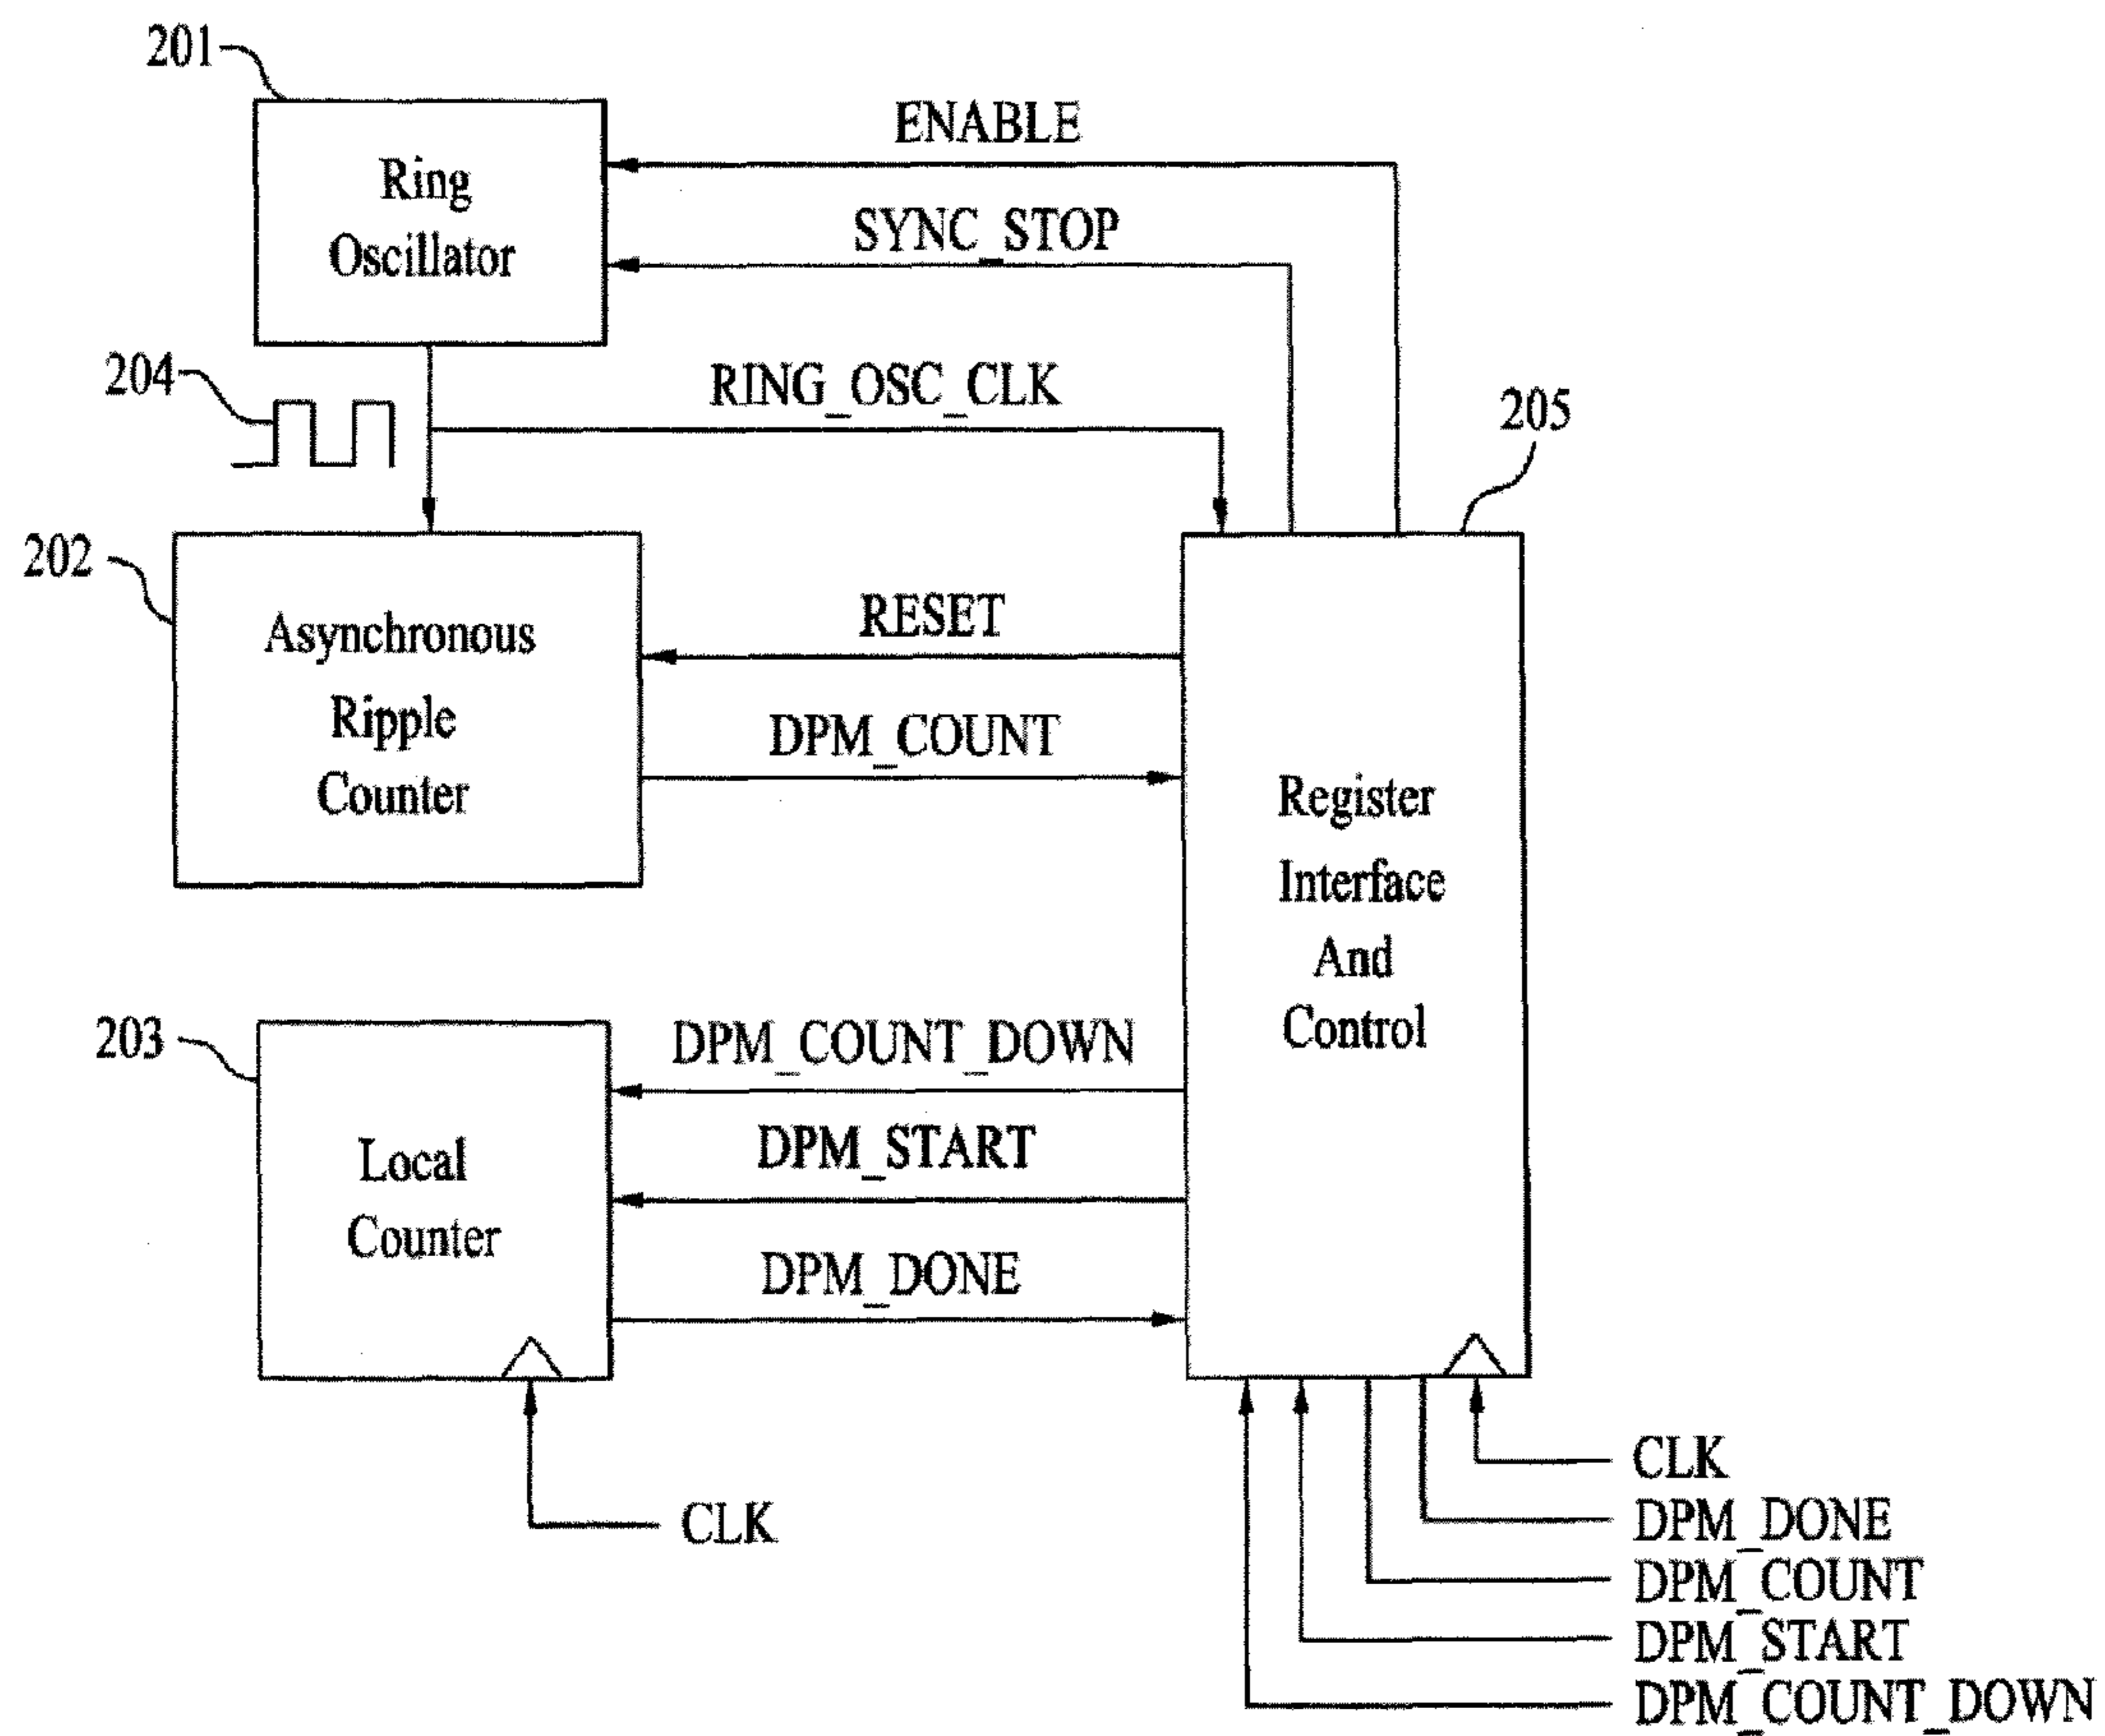 201
ENABLE
Ring
Oscillator
SYNC_STOP
204
RING_OSC_CLK
205
202
Asynchronous
Ripple
Counter
RESET
DPM_COUNT
Register
Interface
And
Control
203
Local
Counter
DPM_COUNT_DOWN
DPM_START
DPM_DONE
CLK
CLK
DPM_DONE
DPM_COUNT
DPM_START
DPM_COUNT_DOWN